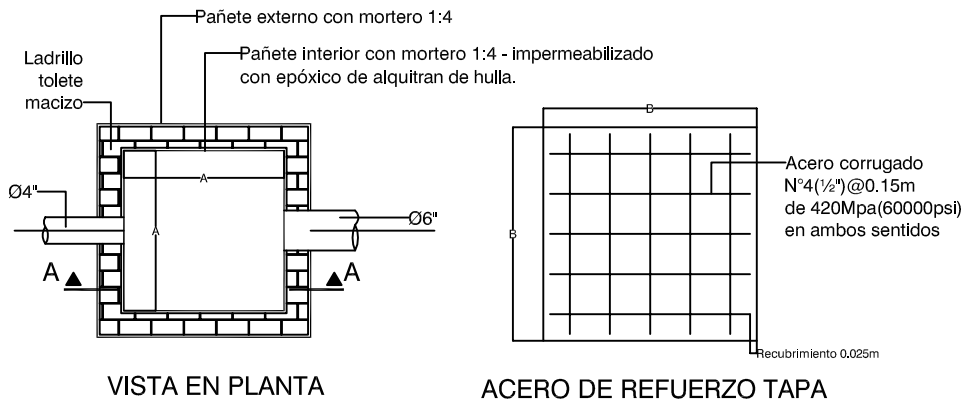 Pañete externo con mortero 1:4
Pañete interior con mortero 1:4 - impermeabilizado
con epóxico de alquitran de hulla.
Ladrillo
tolete
macizo
A
A
Ø4"
Ø6"
A
A
VISTA EN PLANTA
B
B
Acero corrugado
N°4(½")@0.15m
de 420Mpa(60000psi)
en ambos sentidos
Recubrimiento 0.025m
ACERO DE REFUERZO TAPA